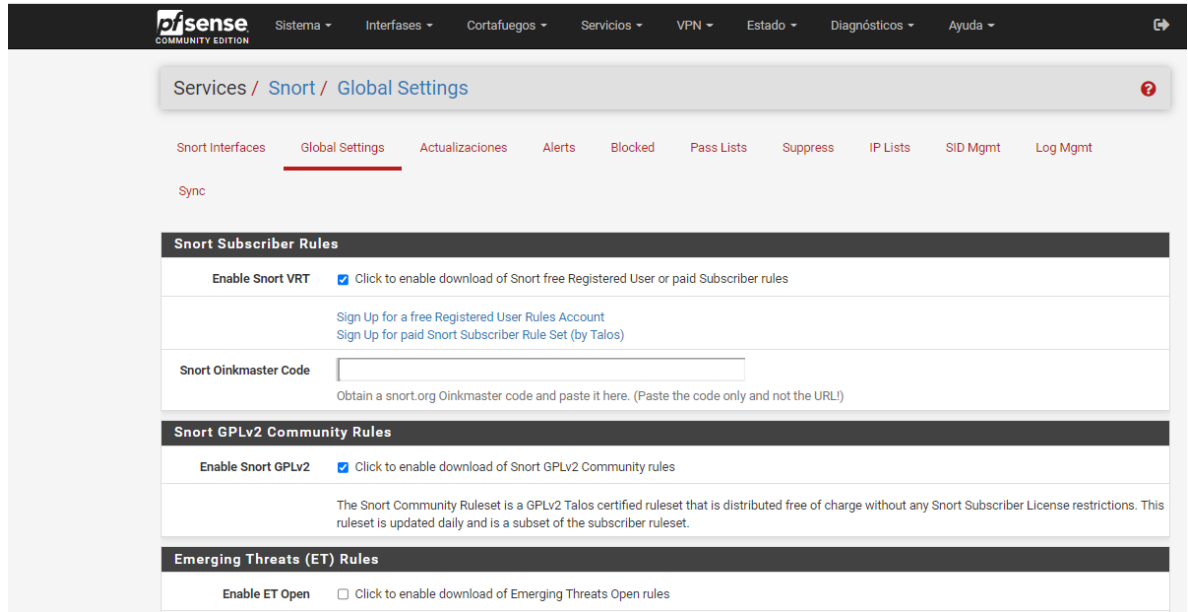 pfsense Sistema Interfases Cortafuegos Servicios VPN Estado Diagnósticos Ayuda
COMMUNITY EDITION
Services / Snort / Global Settings
Snort Interfaces Global Settings Actualizaciones Alerts Blocked Pass Lists Suppress IP Lists SID Mgmt Log Mgmt
Sync
Snort Subscriber Rules
Enable Snort VRT Click to enable download of Snort free Registered User or paid Subscriber rules
Sign Up for a free Registered User Rules Account
Sign Up for paid Snort Subscriber Rule Set (by Talos)
Snort Oinkmaster Code
Obtain a snort.org Oinkmaster code and paste it here. (Paste the code only and not the URL!)
Snort GPLv2 Community Rules
Enable Snort GPLv2 Click to enable download of Snort GPLv2 Community rules
The Snort Community Ruleset is a GPLv2 Talos certified ruleset that is distributed free of charge without any Snort Subscriber License restrictions. This
ruleset is updated daily and is a subset of the subscriber ruleset.
Emerging Threats (ET) Rules
Enable ET Open Click to enable download of Emerging Threats Open rules